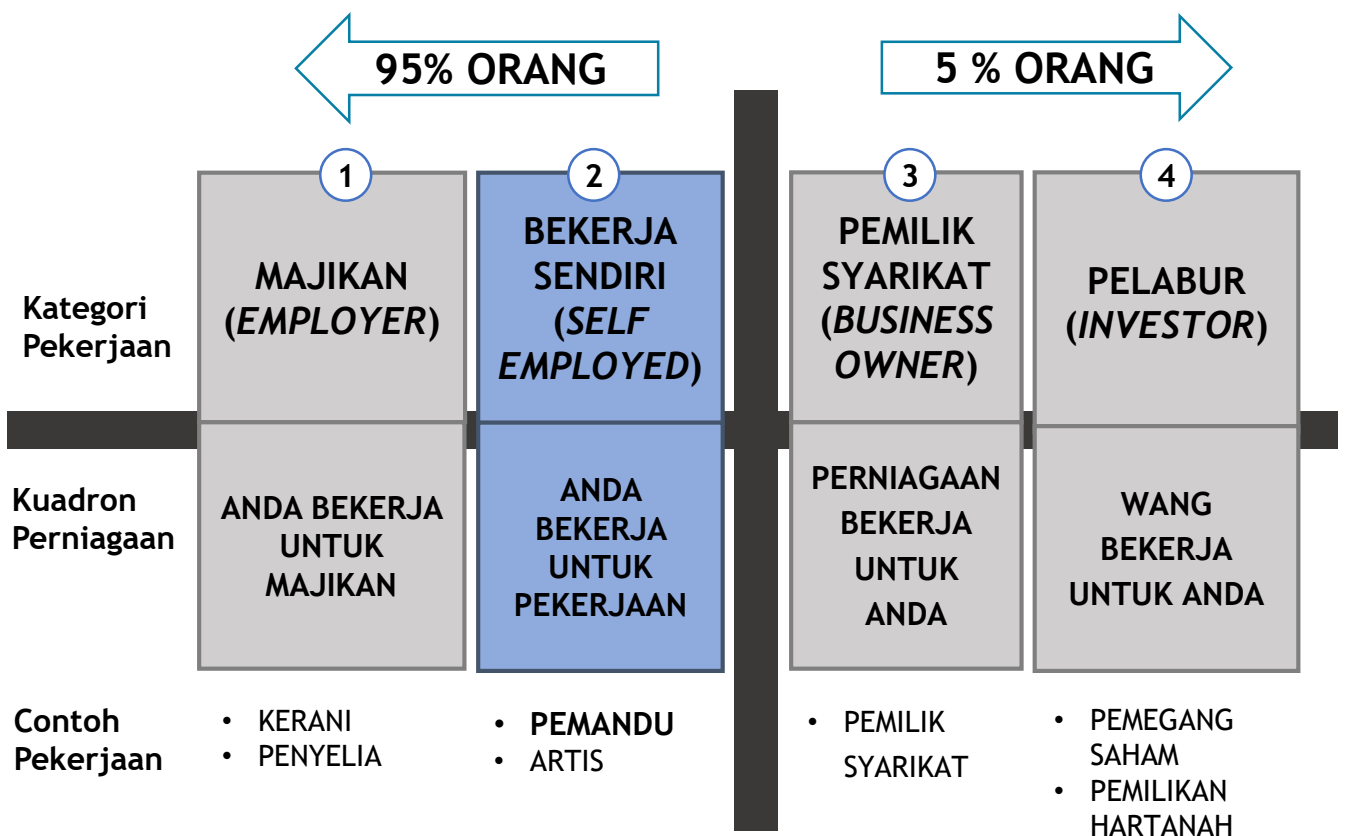 95% ORANG
5 % ORANG
1
2
3
4
Kategori
Pekerjaan
MAJIKAN
(EMPLOYER)
BEKERJA
SENDIRI
(SELF
EMPLOYED)
PEMILIK
SYARIKAT
(BUSINESS
OWNER)
PELABUR
(INVESTOR)
Kuadron
Perniagaan
ANDA BEKERJA
UNTUK
MAJIKAN
ANDA
BEKERJA
UNTUK
PEKERJAAN
PERNIAGAAN
BEKERJA
UNTUK
ANDA
WANG
BEKERJA
UNTUK ANDA
Contoh
Pekerjaan
• KERANI
• PENYELIA
• PEMANDU
• ARTIS
• PEMILIK
SYARIKAT
• PEMEGANG
SAHAM
• PEMILIKAN
HARTANAH